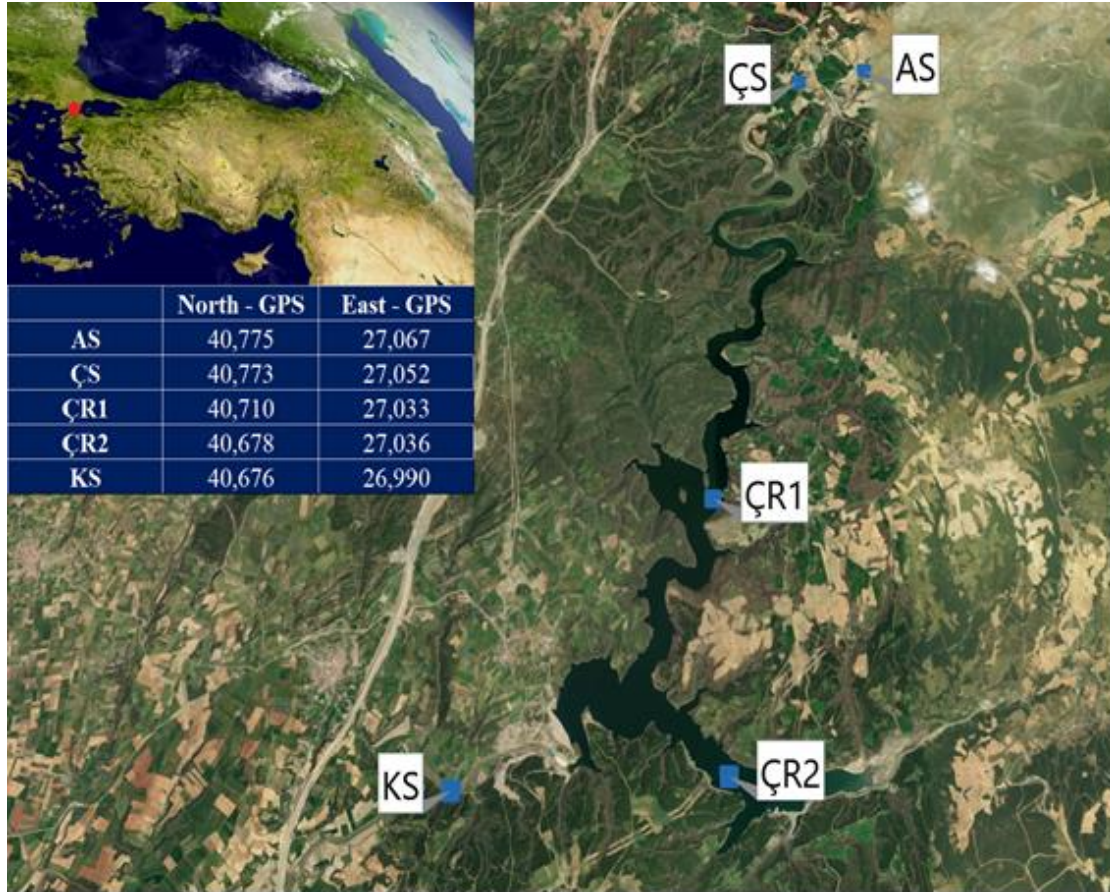 North - GPS East - GPS
AS 40,775 27,067
ÇS 40,773 27,052
ÇR1 40,710 27,033
ÇR2 40,678 27,036
KS 40,676 26,990
ÇS
AS
ÇR1
ÇR2
KS